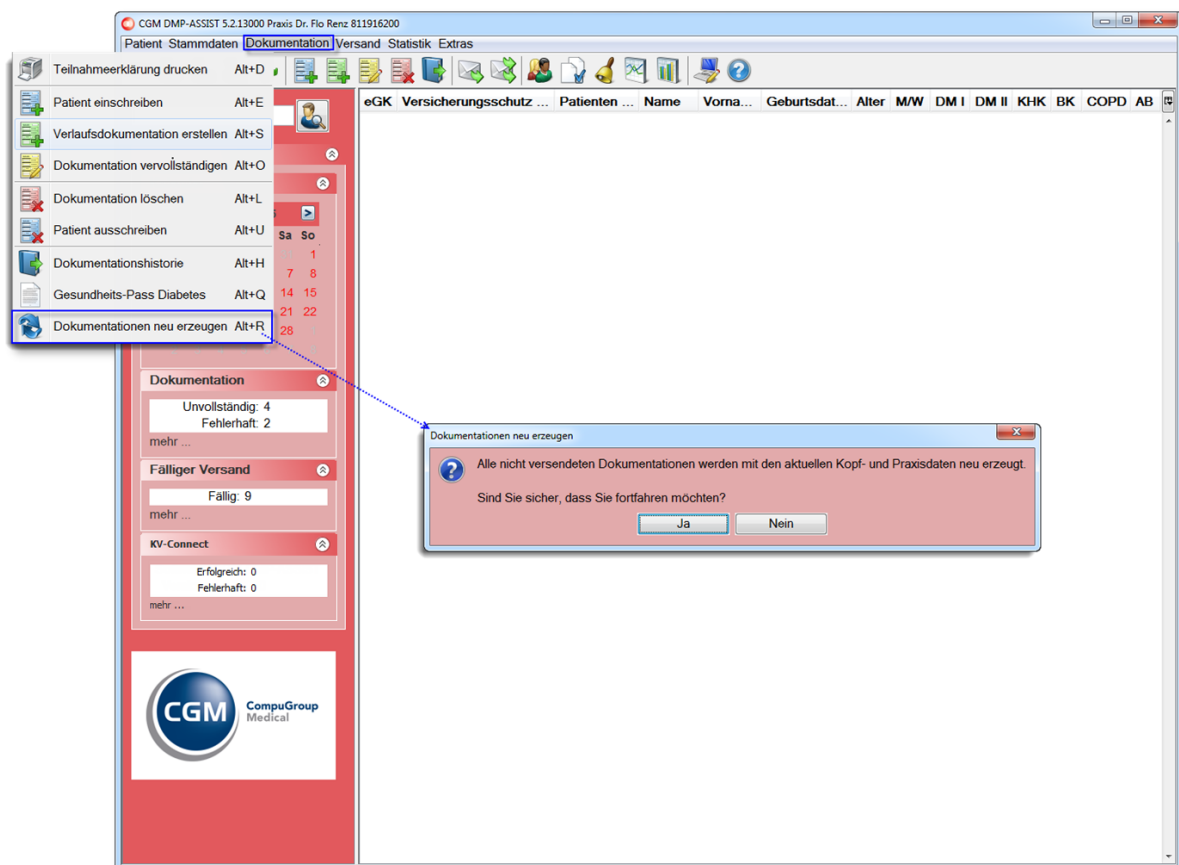 CGM DMP-ASSIST 5.2.13000 Praxis Dr. Flo Renz 811916200
Patient Stammdaten Dokumentation Versand Statistik Extras
Teilnahmeerklärung drucken Alt+D
Patient einschreiben Alt+E
Verlaufsdokumentation erstellen Alt+S
Dokumentation vervollständigen Alt+O
Dokumentation löschen Alt+L
Patient ausschreiben Alt+U
Dokumentationshistorie Alt+H
Gesundheits-Pass Diabetes Alt+Q
Dokumentationen neu erzeugen Alt+R
eGK Versicherungsschutz ... Patienten ... Name Vorna... Geburtsdat... Alter M/W DM I DM II KHK BK COPD AB
Sa So
1
7 8
14 15
21 22
28
Dokumentation
Unvollständig: 4
Fehlerhaft: 2
mehr ...
Fälliger Versand
Fällig: 9
mehr ...
KV-Connect
Erfolgreich: 0
Fehlerhaft: 0
mehr ...
CGM CompuGroup
Medical
Dokumentationen neu erzeugen
Alle nicht versendeten Dokumentationen werden mit den aktuellen Kopf- und Praxisdaten neu erzeugt.
Sind Sie sicher, dass Sie fortfahren möchten?
Ja Nein